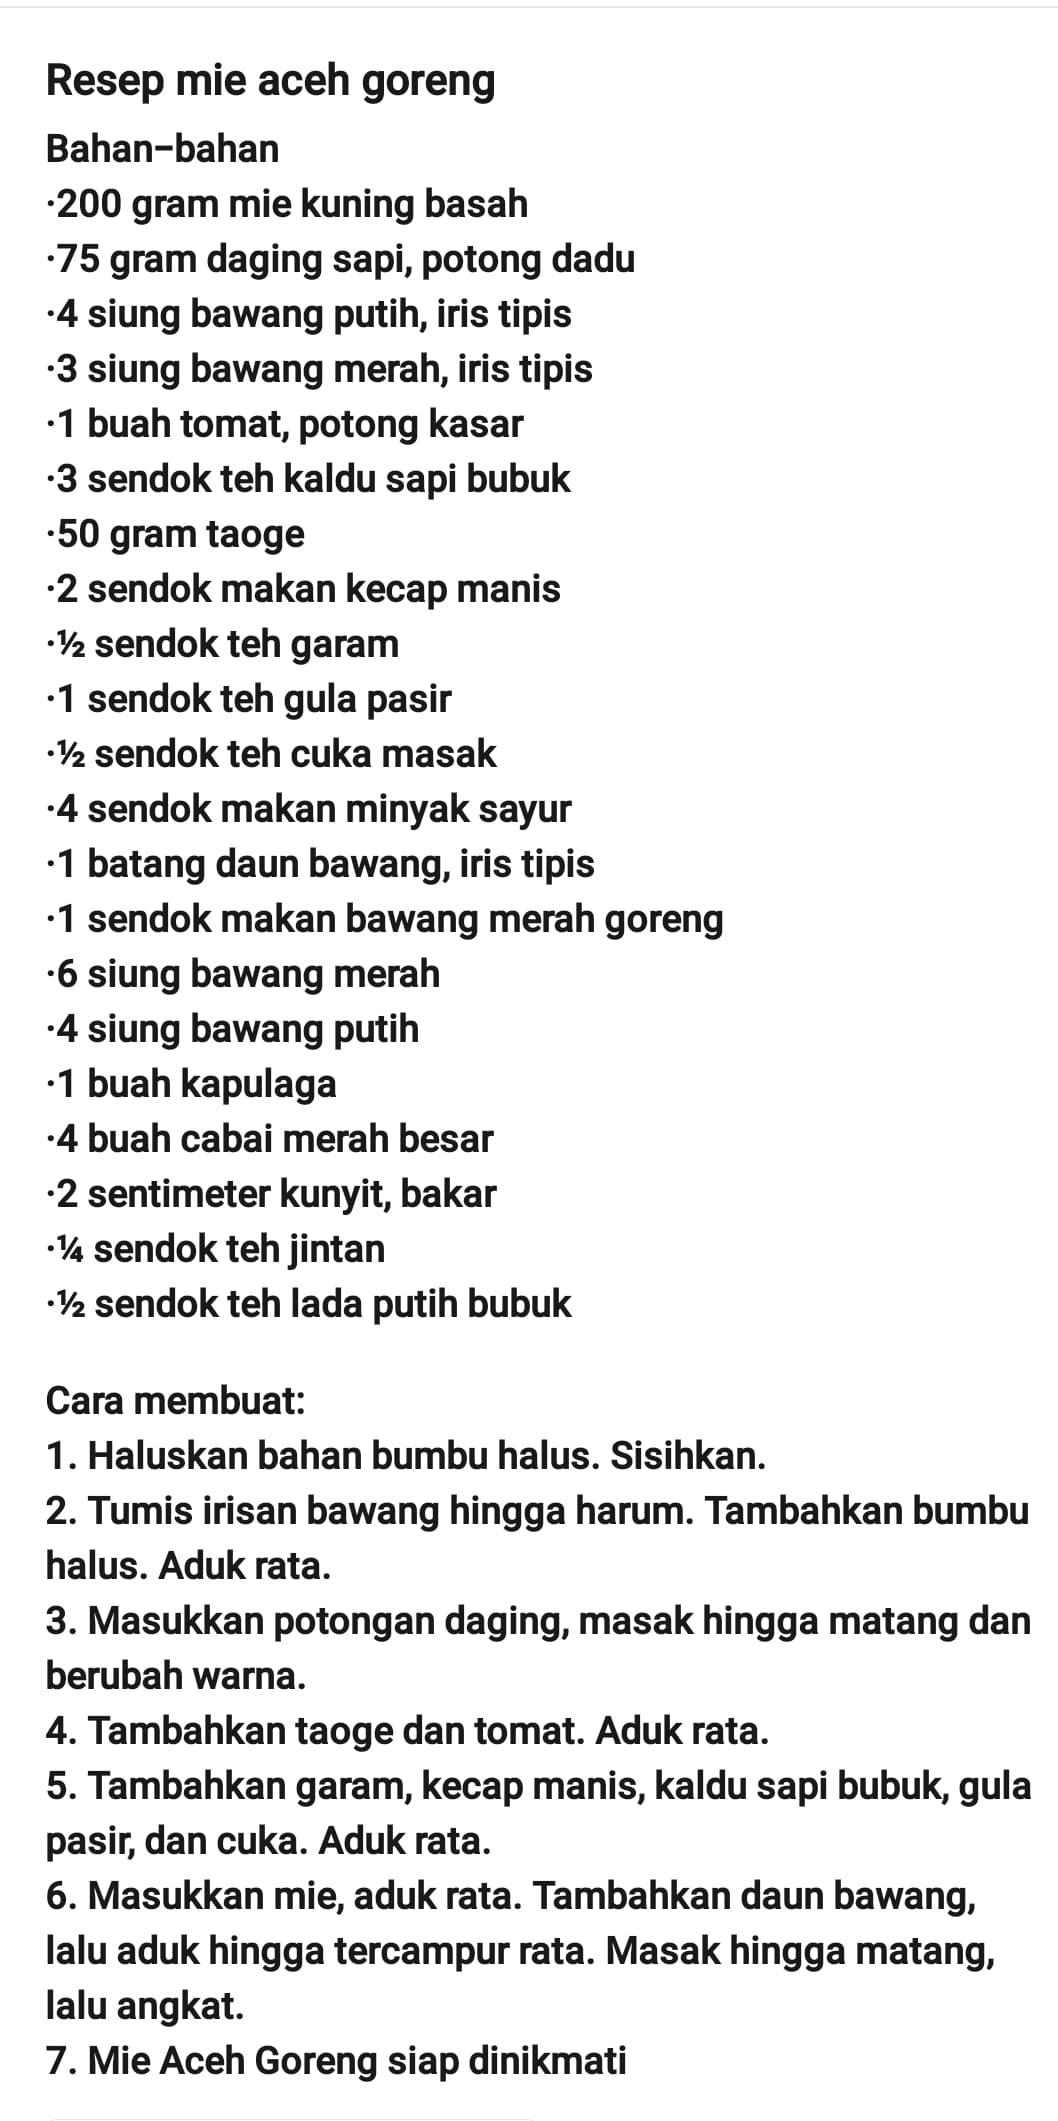 Resep mie aceh goreng
Bahan-bahan
·200 gram mie kuning basah
·75 gram daging sapi, potong dadu
·4 siung bawang putih, iris tipis
·3 siung bawang merah, iris tipis
·1 buah tomat, potong kasar
·3 sendok teh kaldu sapi bubuk
·50 gram taoge
·2 sendok makan kecap manis
·½ sendok teh garam
·1 sendok teh gula pasir
·½ sendok teh cuka masak
·4 sendok makan minyak sayur
·1 batang daun bawang, iris tipis
·1 sendok makan bawang merah goreng
·6 siung bawang merah
·4 siung bawang putih
·1 buah kapulaga
·4 buah cabai merah besar
·2 sentimeter kunyit, bakar
·¼ sendok teh jintan
·½ sendok teh lada putih bubuk
Cara membuat:
1. Haluskan bahan bumbu halus. Sisihkan.
2. Tumis irisan bawang hingga harum. Tambahkan bumbu
halus. Aduk rata.
3. Masukkan potongan daging, masak hingga matang dan
berubah warna.
4. Tambahkan taoge dan tomat. Aduk rata.
5. Tambahkan garam, kecap manis, kaldu sapi bubuk, gula
pasir, dan cuka. Aduk rata.
6. Masukkan mie, aduk rata. Tambahkan daun bawang,
lalu aduk hingga tercampur rata. Masak hingga matang,
lalu angkat.
7. Mie Aceh Goreng siap dinikmati